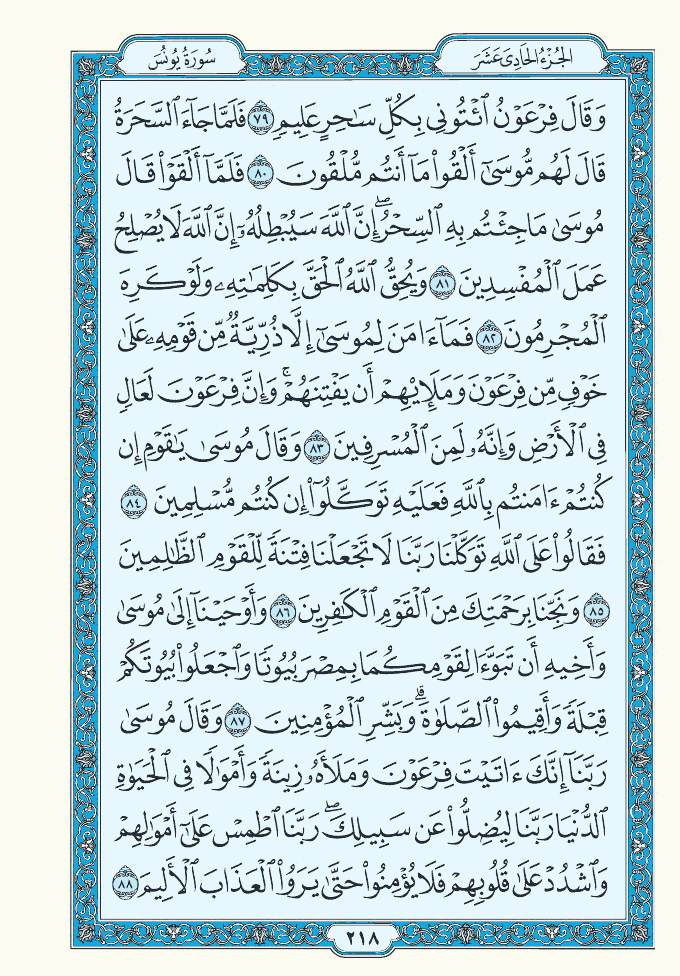 الجُزْءُ الحَادِى عَشَرَ
سُورَةُ يُونُسَ
وَقَالَ فِرْعَوْنُ ٱئْتُونِى بِكُلِّ سَٰحِرٍ عَلِيمٍ ٧٩ فَلَمَّا جَآءَ ٱلسَّحَرَةُ
قَالَ لَهُم مُّوسَىٰٓ أَلْقُوا۟ مَآ أَنتُم مُّلْقُونَ ٨٠ فَلَمَّآ أَلْقَوْا۟ قَالَ
مُوسَىٰ مَا جِئْتُم بِهِ ٱلسِّحْرُۖ إِنَّ ٱللَّهَ سَيُبْطِلُهُۥٓ إِنَّ ٱللَّهَ لَا يُصْلِحُ
عَمَلَ ٱلْمُفْسِدِينَ ٨١ وَيُحِقُّ ٱللَّهُ ٱلْحَقَّ بِكَلِمَٰتِهِۦ وَلَوْ كَرِهَ
ٱلْمُجْرِمُونَ ٨٢ فَمَآ ءَامَنَ لِمُوسَىٰٓ إِلَّا ذُرِّيَّةٌ مِّن قَوْمِهِۦ عَلَىٰ
خَوْفٍ مِّن فِرْعَوْنَ وَمَلَإِي۟هِمْ أَن يَفْتِنَهُمْۚ وَإِنَّ فِرْعَوْنَ لَعَالٍ
فِى ٱلْأَرْضِ وَإِنَّهُۥ لَمِنَ ٱلْمُسْرِفِينَ ٨٣ وَقَالَ مُوسَىٰ يَٰقَوْمِ إِن
كُنتُمْ ءَامَنتُم بِٱللَّهِ فَعَلَيْهِ تَوَكَّلُوٓا۟ إِن كُنتُم مُّسْلِمِينَ ٨٤
فَقَالُوا۟ عَلَى ٱللَّهِ تَوَكَّلْنَا رَبَّنَا لَا تَجْعَلْنَا فِتْنَةً لِّلْقَوْمِ ٱلظَّٰلِمِينَ
٨٥ وَنَجِّنَا بِرَحْمَتِكَ مِنَ ٱلْقَوْمِ ٱلْكَٰفِرِينَ ٨٦ وَأَوْحَيْنَآ إِلَىٰ مُوسَىٰ
وَأَخِيهِ أَن تَبَوَّءَا لِقَوْمِكُمَا بِمِصْرَ بُيُوتًا وَٱجْعَلُوا۟ بُيُوتَكُمْ
قِبْلَةً وَأَقِيمُوا۟ ٱلصَّلَوٰةَۗ وَبَشِّرِ ٱلْمُؤْمِنِينَ ٨٧ وَقَالَ مُوسَىٰ
رَبَّنَآ إِنَّكَ ءَاتَيْتَ فِرْعَوْنَ وَمَلَأَهُۥ زِينَةً وَأَمْوَٰلًا فِى ٱلْحَيَوٰةِ
ٱلدُّنْيَا رَبَّنَا لِيُضِلُّوا۟ عَن سَبِيلِكَۖ رَبَّنَا ٱطْمِسْ عَلَىٰٓ أَمْوَٰلِهِمْ
وَٱشْدُدْ عَلَىٰ قُلُوبِهِمْ فَلَا يُؤْمِنُوا۟ حَتَّىٰ يَرَوُا۟ ٱلْعَذَابَ ٱلْأَلِيمَ ٨٨
٢١٨